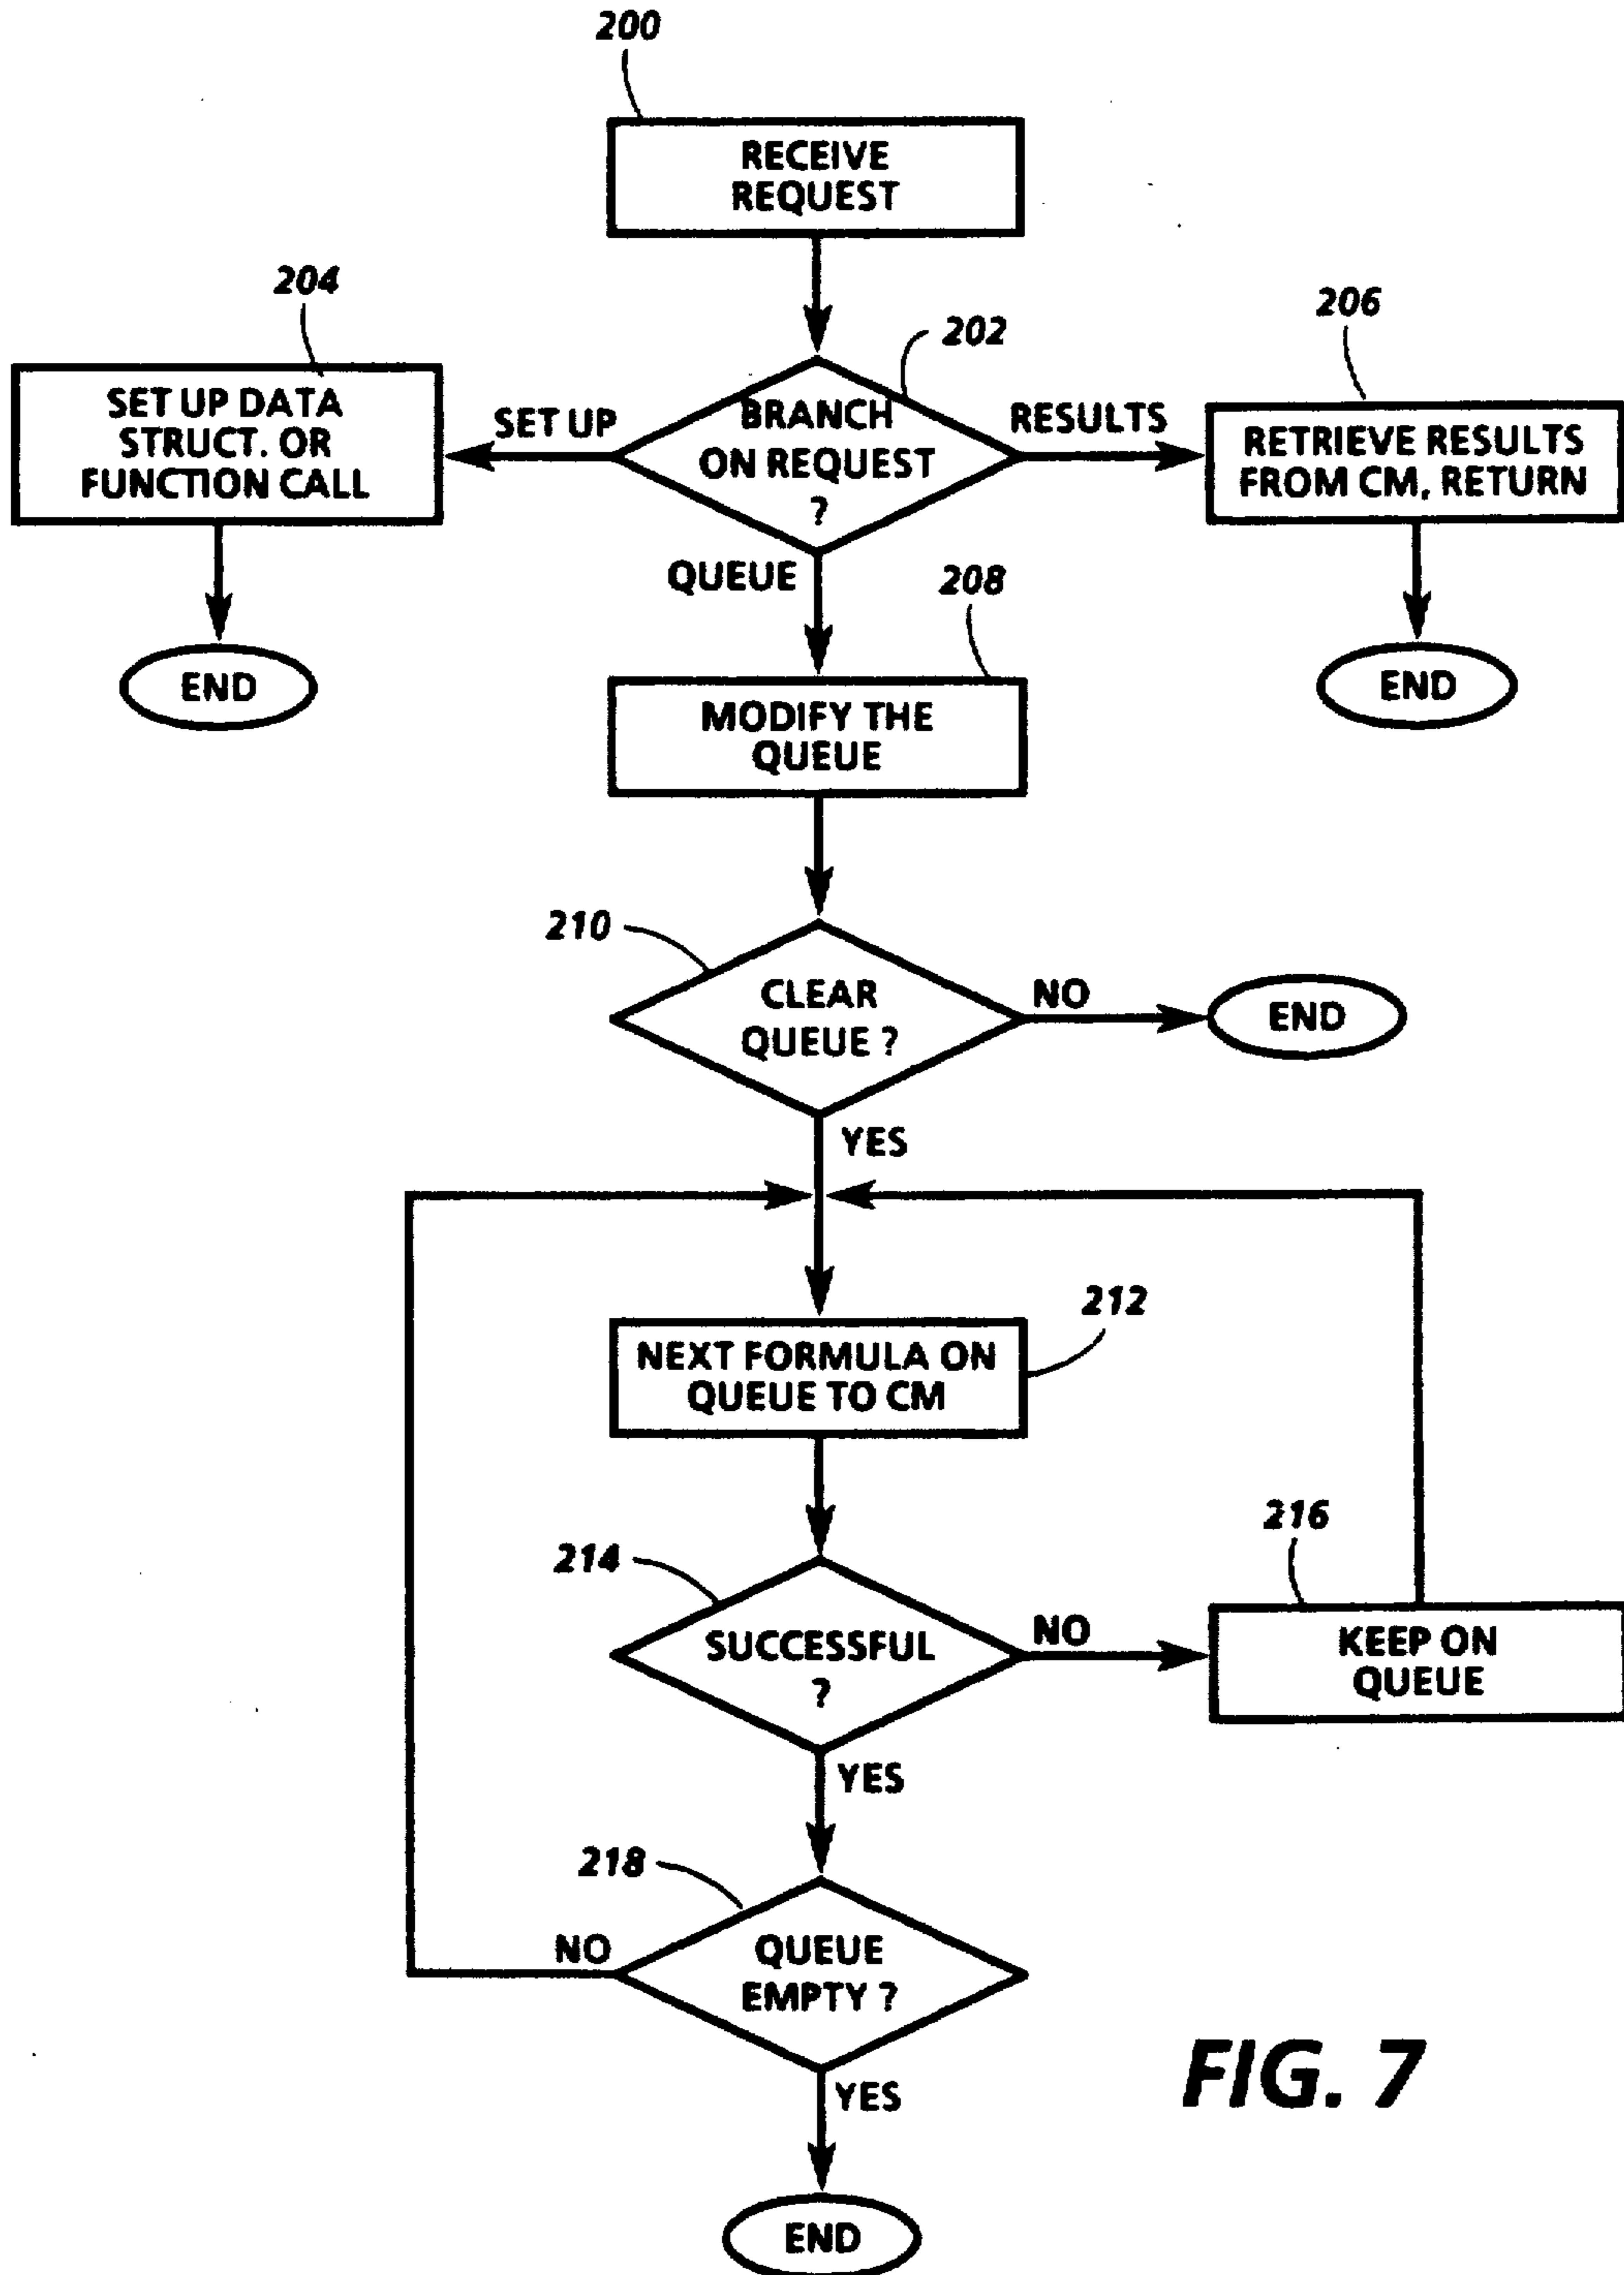 200
RECEIVE
REQUEST
204
202
206
SET UP DATA
STRUCT. OR
FUNCTION CALL
SET UP
BRANCH
ON REQUEST
?
RESULTS
RETRIEVE RESULTS
FROM CM, RETURN
QUEUE
208
END
END
MODIFY THE
QUEUE
210
CLEAR
QUEUE ?
NO
END
YES
212
NEXT FORMULA ON
QUEUE TO CM
214
216
SUCCESSFUL
?
NO
KEEP ON
QUEUE
YES
218
NO
QUEUE
EMPTY ?
YES
END
FIG. 7